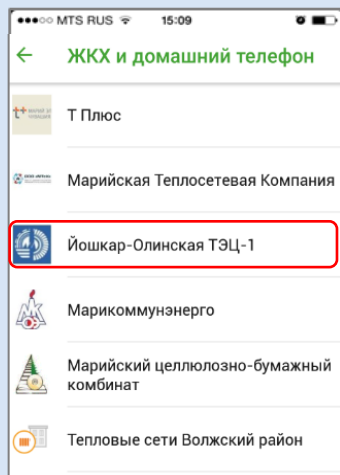 MTS RUS 15:09
ЖКХ и домашний телефон
Т Плюс
Марийская Теплосетевая Компания
Йошкар-Олинская ТЭЦ-1
Марикоммунэнерго
Марийский целлюлозно-бумажный
комбинат
Тепловые сети Волжский район